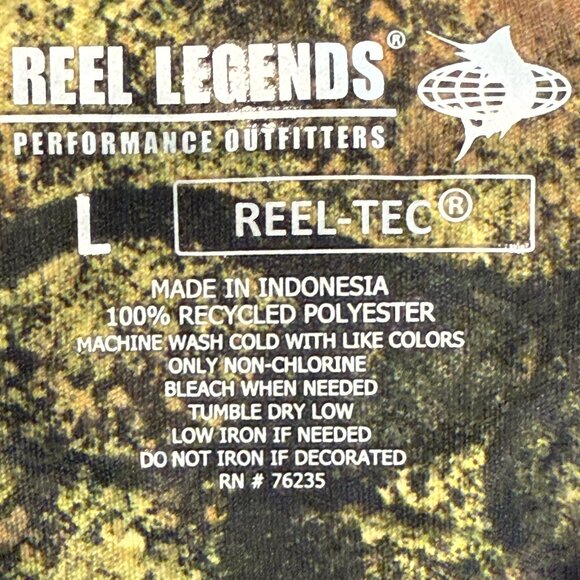 REEL LEGENDS®
PERFORMANCE OUTFITTERS
L REEL-TEC®
MADE IN INDONESIA
100% RECYCLED POLYESTER
MACHINE WASH COLD WITH LIKE COLORS
ONLY NON-CHLORINE
BLEACH WHEN NEEDED
TUMBLE DRY LOW
LOW IRON IF NEEDED
DO NOT IRON IF DECORATED
RN # 76235